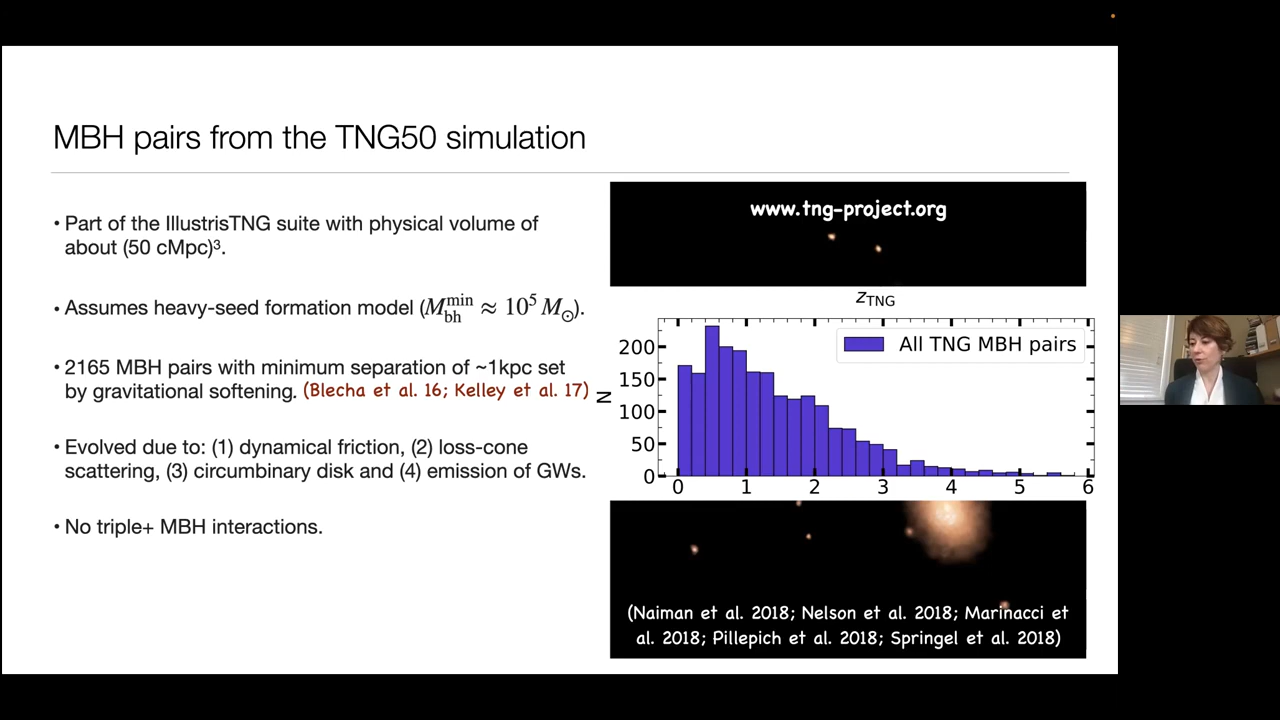 MBH pairs from the TNG50 simulation
• Part of the IllustrisTNG suite with physical volume of
about (50 cMpc)³.
• Assumes heavy-seed formation model (M_bh^min ≈ 10⁵ M_⊙).
• 2165 MBH pairs with minimum separation of ~1kpc set
by gravitational softening. (Blecha et al. 16; Kelley et al. 17)
• Evolved due to: (1) dynamical friction, (2) loss-cone
scattering, (3) circumbinary disk and (4) emission of GWs.
• No triple+ MBH interactions.
www.tng-project.org
z_TNG
All TNG MBH pairs
N
200
150
100
50
0
0 1 2 3 4 5 6
(Naiman et al. 2018; Nelson et al. 2018; Marinacci et
al. 2018; Pillepich et al. 2018; Springel et al. 2018)